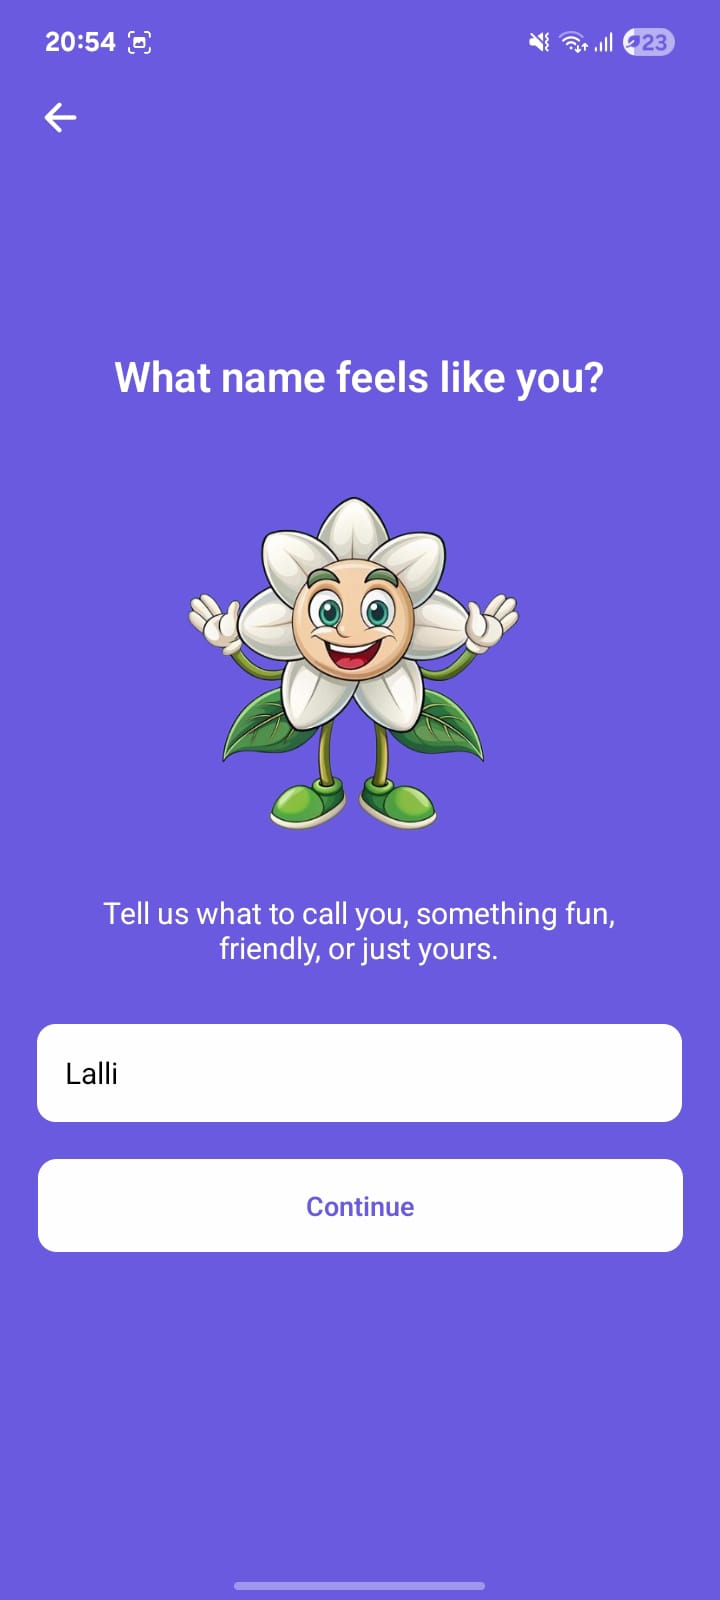 20:54
23
What name feels like you?
Tell us what to call you, something fun,
friendly, or just yours.
Lalli
Continue